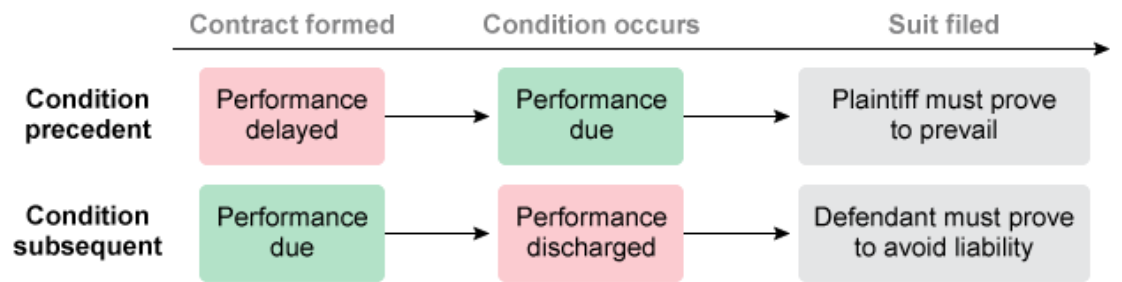 Contract formed Condition occurs Suit filed
Condition
precedent
Performance
delayed
Performance
due
Plaintiff must prove
to prevail
Condition
subsequent
Performance
due
Performance
discharged
Defendant must prove
to avoid liability